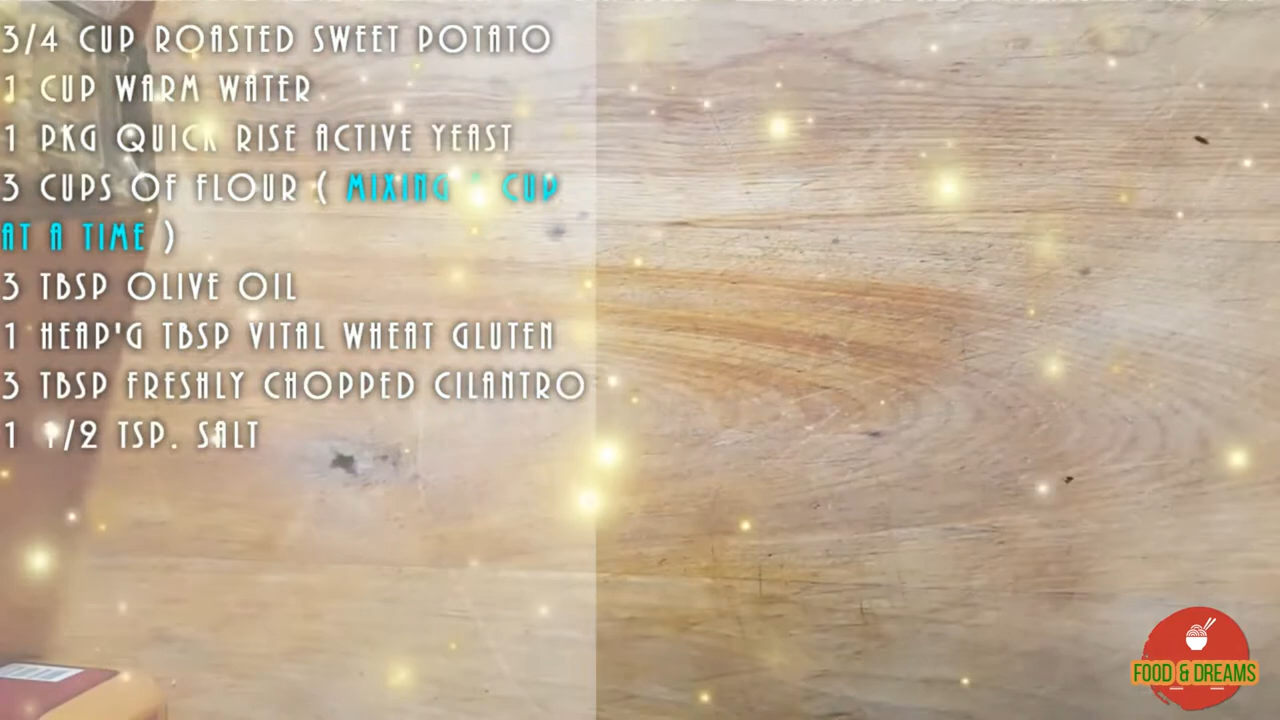 3/4 CUP ROASTED SWEET POTATO
1 CUP WARM WATER
1 PKG QUICK RISE ACTIVE YEAST
3 CUPS OF FLOUR ( MIXING CUP
AT A TIME )
3 TBSP OLIVE OIL
1 HEAP'G TBSP VITAL WHEAT GLUTEN
3 TBSP FRESHLY CHOPPED CILANTRO
1 1/2 TSP. SALT
FOOD & DREAMS